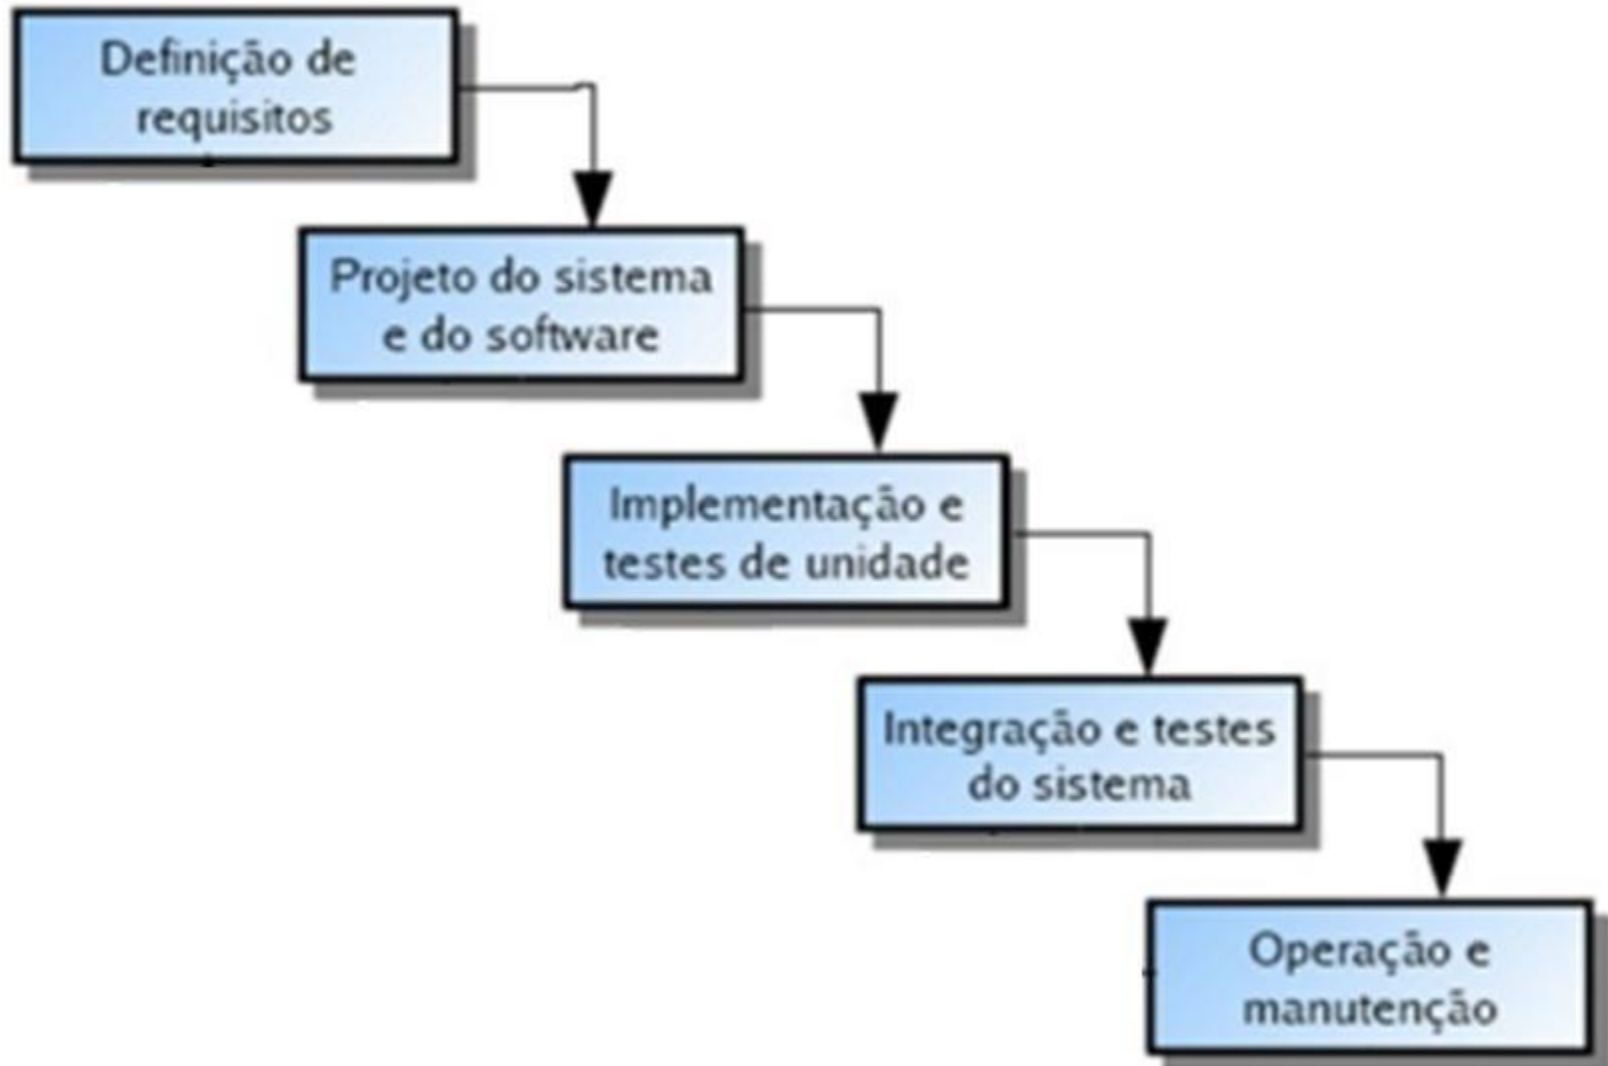 Definição de
requisitos
Projeto do sistema
e do software
Implementação e
testes de unidade
Integração e testes
do sistema
Operação e
manutenção